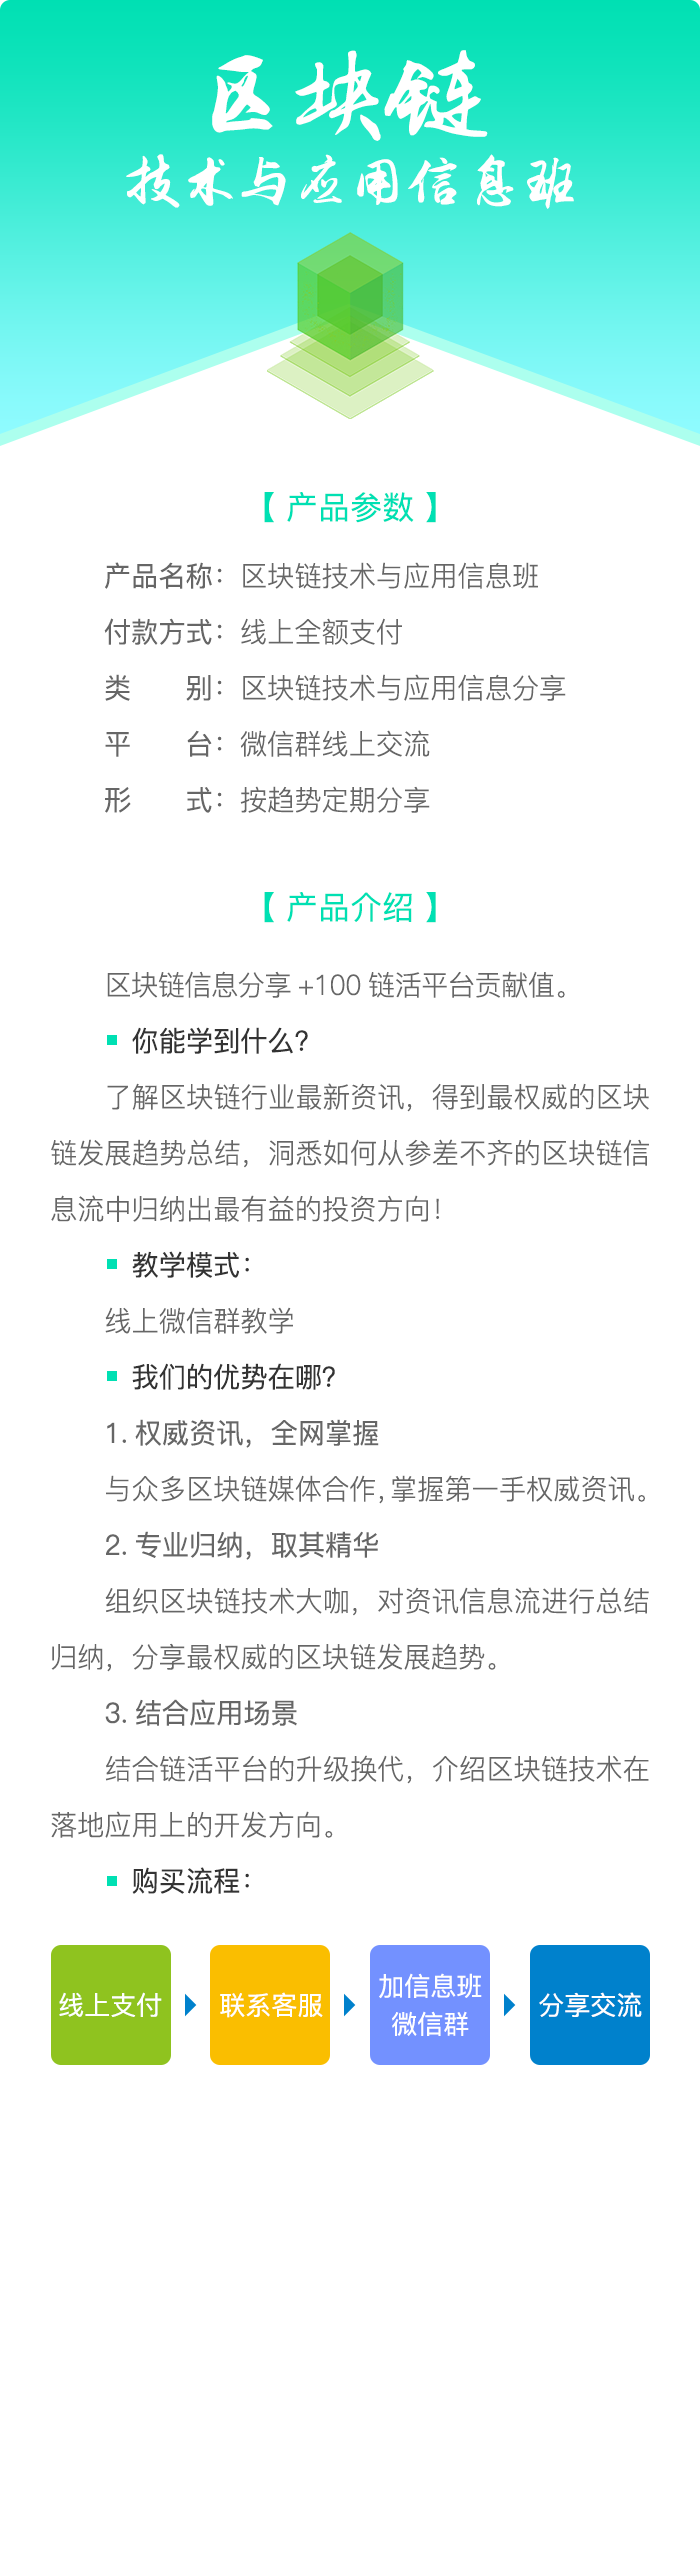 区块链
技术与应用信息班
【 产品参数 】
产品名称：区块链技术与应用信息班
付款方式：线上全额支付
类　　别：区块链技术与应用信息分享
平　　台：微信群线上交流
形　　式：按趋势定期分享
【 产品介绍 】
区块链信息分享 +100 链活平台贡献值。
你能学到什么?
了解区块链行业最新资讯，得到最权威的区块
链发展趋势总结，洞悉如何从参差不齐的区块链信
息流中归纳出最有益的投资方向！
教学模式：
线上微信群教学
我们的优势在哪?
1. 权威资讯，全网掌握
与众多区块链媒体合作,掌握第一手权威资讯。
2. 专业归纳，取其精华
组织区块链技术大咖，对资讯信息流进行总结
归纳，分享最权威的区块链发展趋势。
3. 结合应用场景
结合链活平台的升级换代，介绍区块链技术在
落地应用上的开发方向。
购买流程：
线上支付
联系客服
加信息班
微信群
分享交流